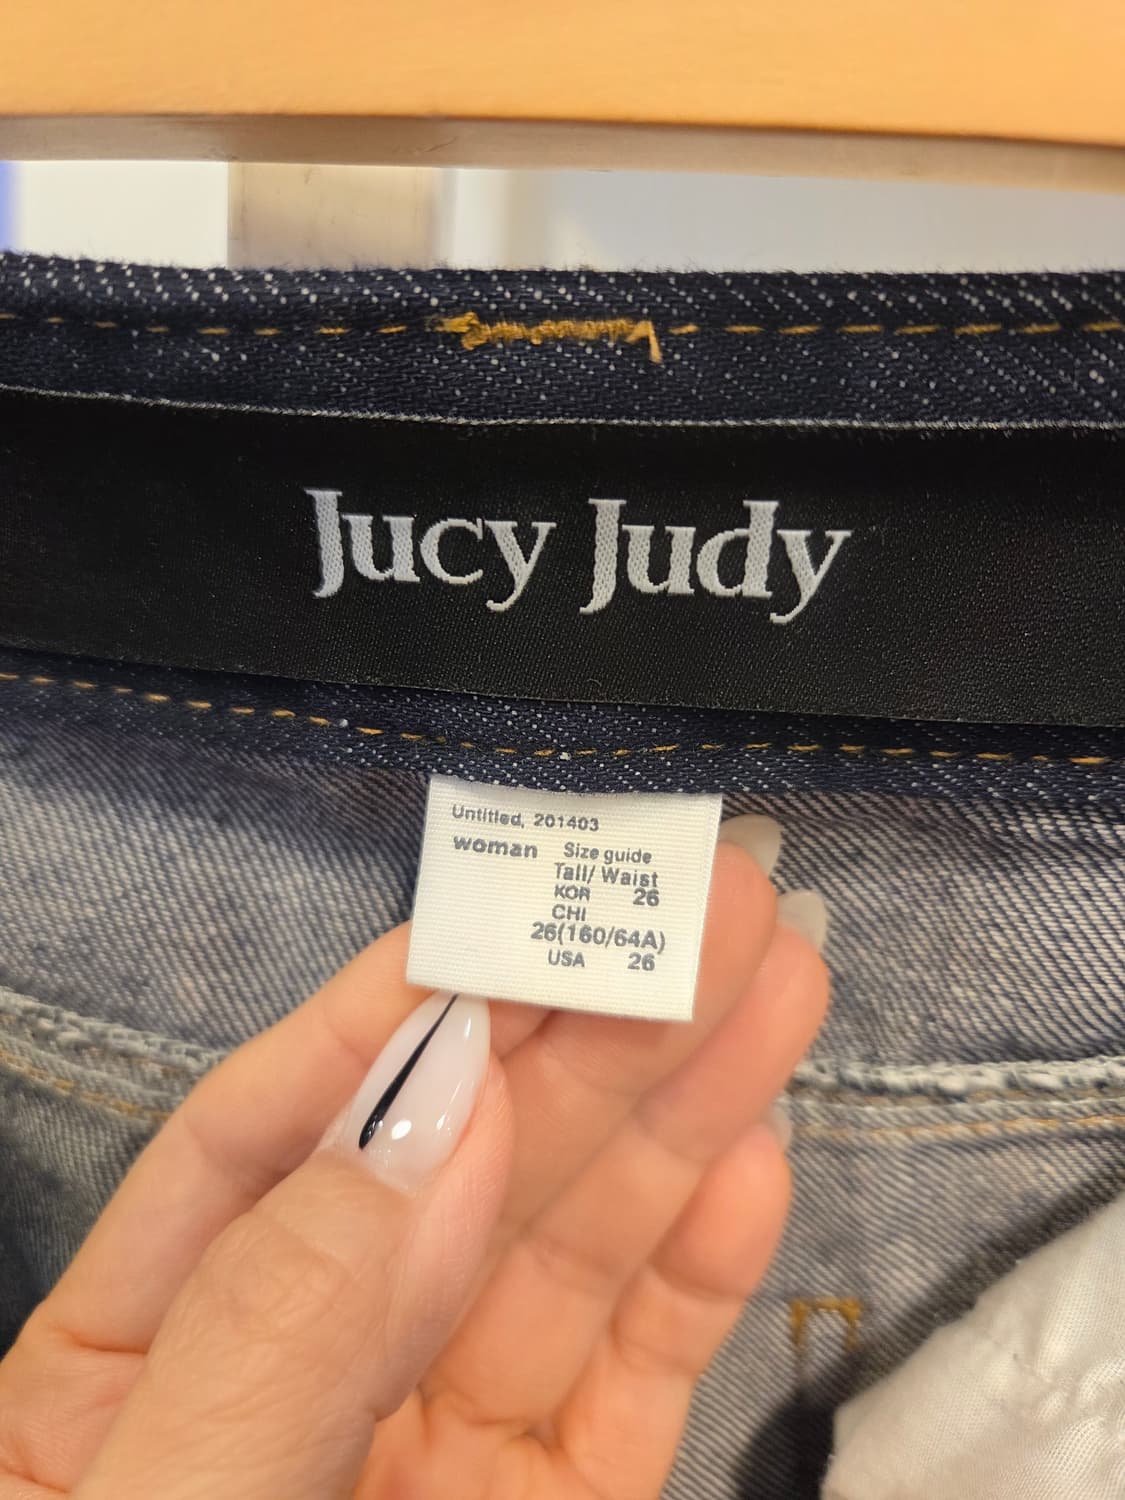 Jucy Judy
Untitled, 201403
woman Size guide
Tall/ Waist
KOR 26
CHI
26(160/64A)
USA 26